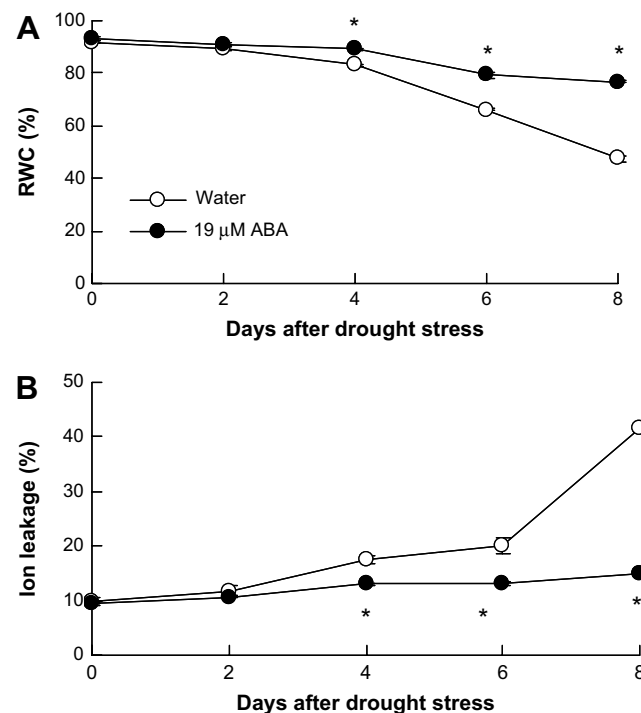 A
RWC (%)
100
80
60
40
20
0
* * *
Water
19 μM ABA
0 2 4 6 8
Days after drought stress
B
Ion leakage (%)
50
40
30
20
10
0
* * *
0 2 4 6 8
Days after drought stress